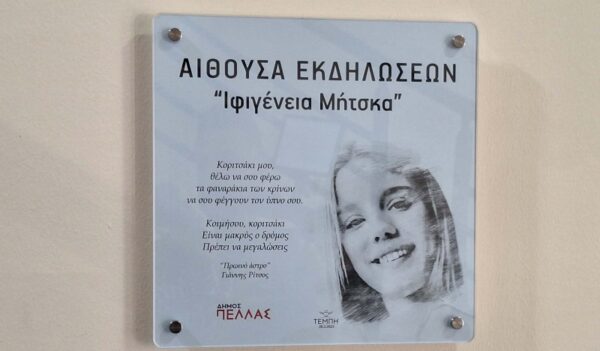 ΑΙΘΟΥΣΑ ΕΚΔΗΛΩΣΕΩΝ
“Ιφιγένεια Μήτσκα”
Κοριτσάκι μου,
θέλω να σου φέρω
τα φαναράκια των κρίνων
να σου φέγγουν τον ύπνο σου.
Κοιμήσου, κοριτσάκι
Είναι μακρύς ο δρόμος
Πρέπει να μεγαλώσεις
"Πρωινό άστρο"
Γιάννης Ρίτσος
ΔΗΜΟΣ
ΠΕΛΛΑΣ
ΤΕΜΠΗ